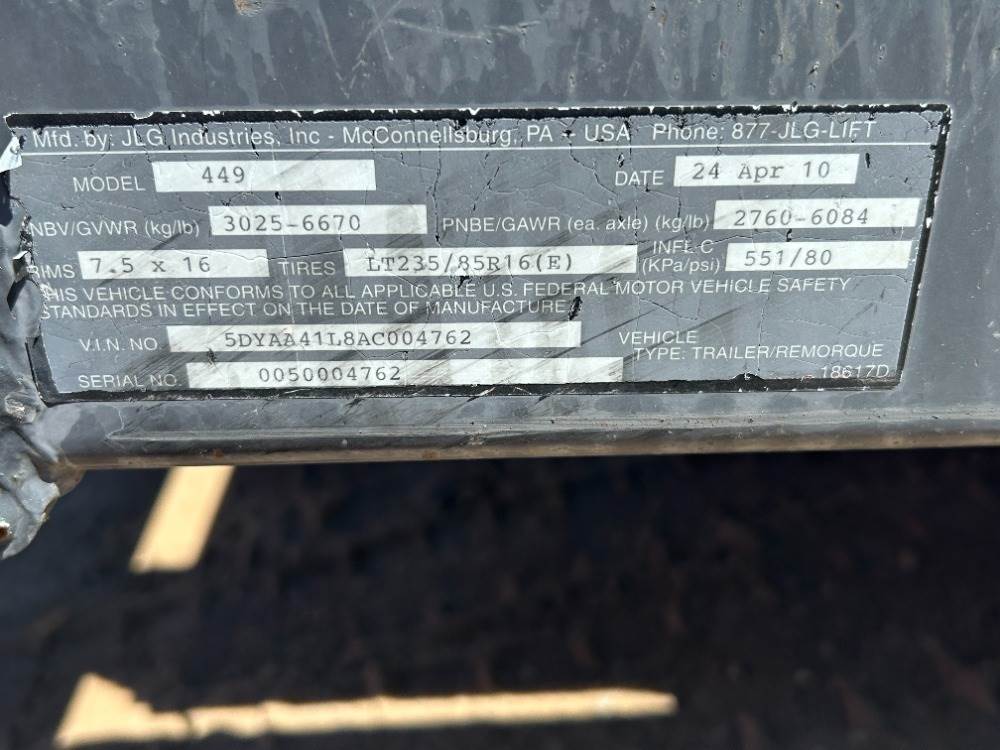 Mfd. by: JLG Industries, Inc - McConnellsburg, PA - USA Phone: 877-JLG-LIFT
MODEL 449 DATE 24 Apr 10
NBV/GVWR (kg/lb) 3025-6670 PNBE/GAWR (ea. axle) (kg/lb) 2760-6084
RIMS 7.5 x 16 TIRES LT235/85R16(E) INFL.C (KPa/psi) 551/80
THIS VEHICLE CONFORMS TO ALL APPLICABLE U.S. FEDERAL MOTOR VEHICLE SAFETY
STANDARDS IN EFFECT ON THE DATE OF MANUFACTURE
V.I.N. NO 5DYAA41L8AC004762 VEHICLE
TYPE: TRAILER/REMORQUE
SERIAL NO 0050004762 18617D